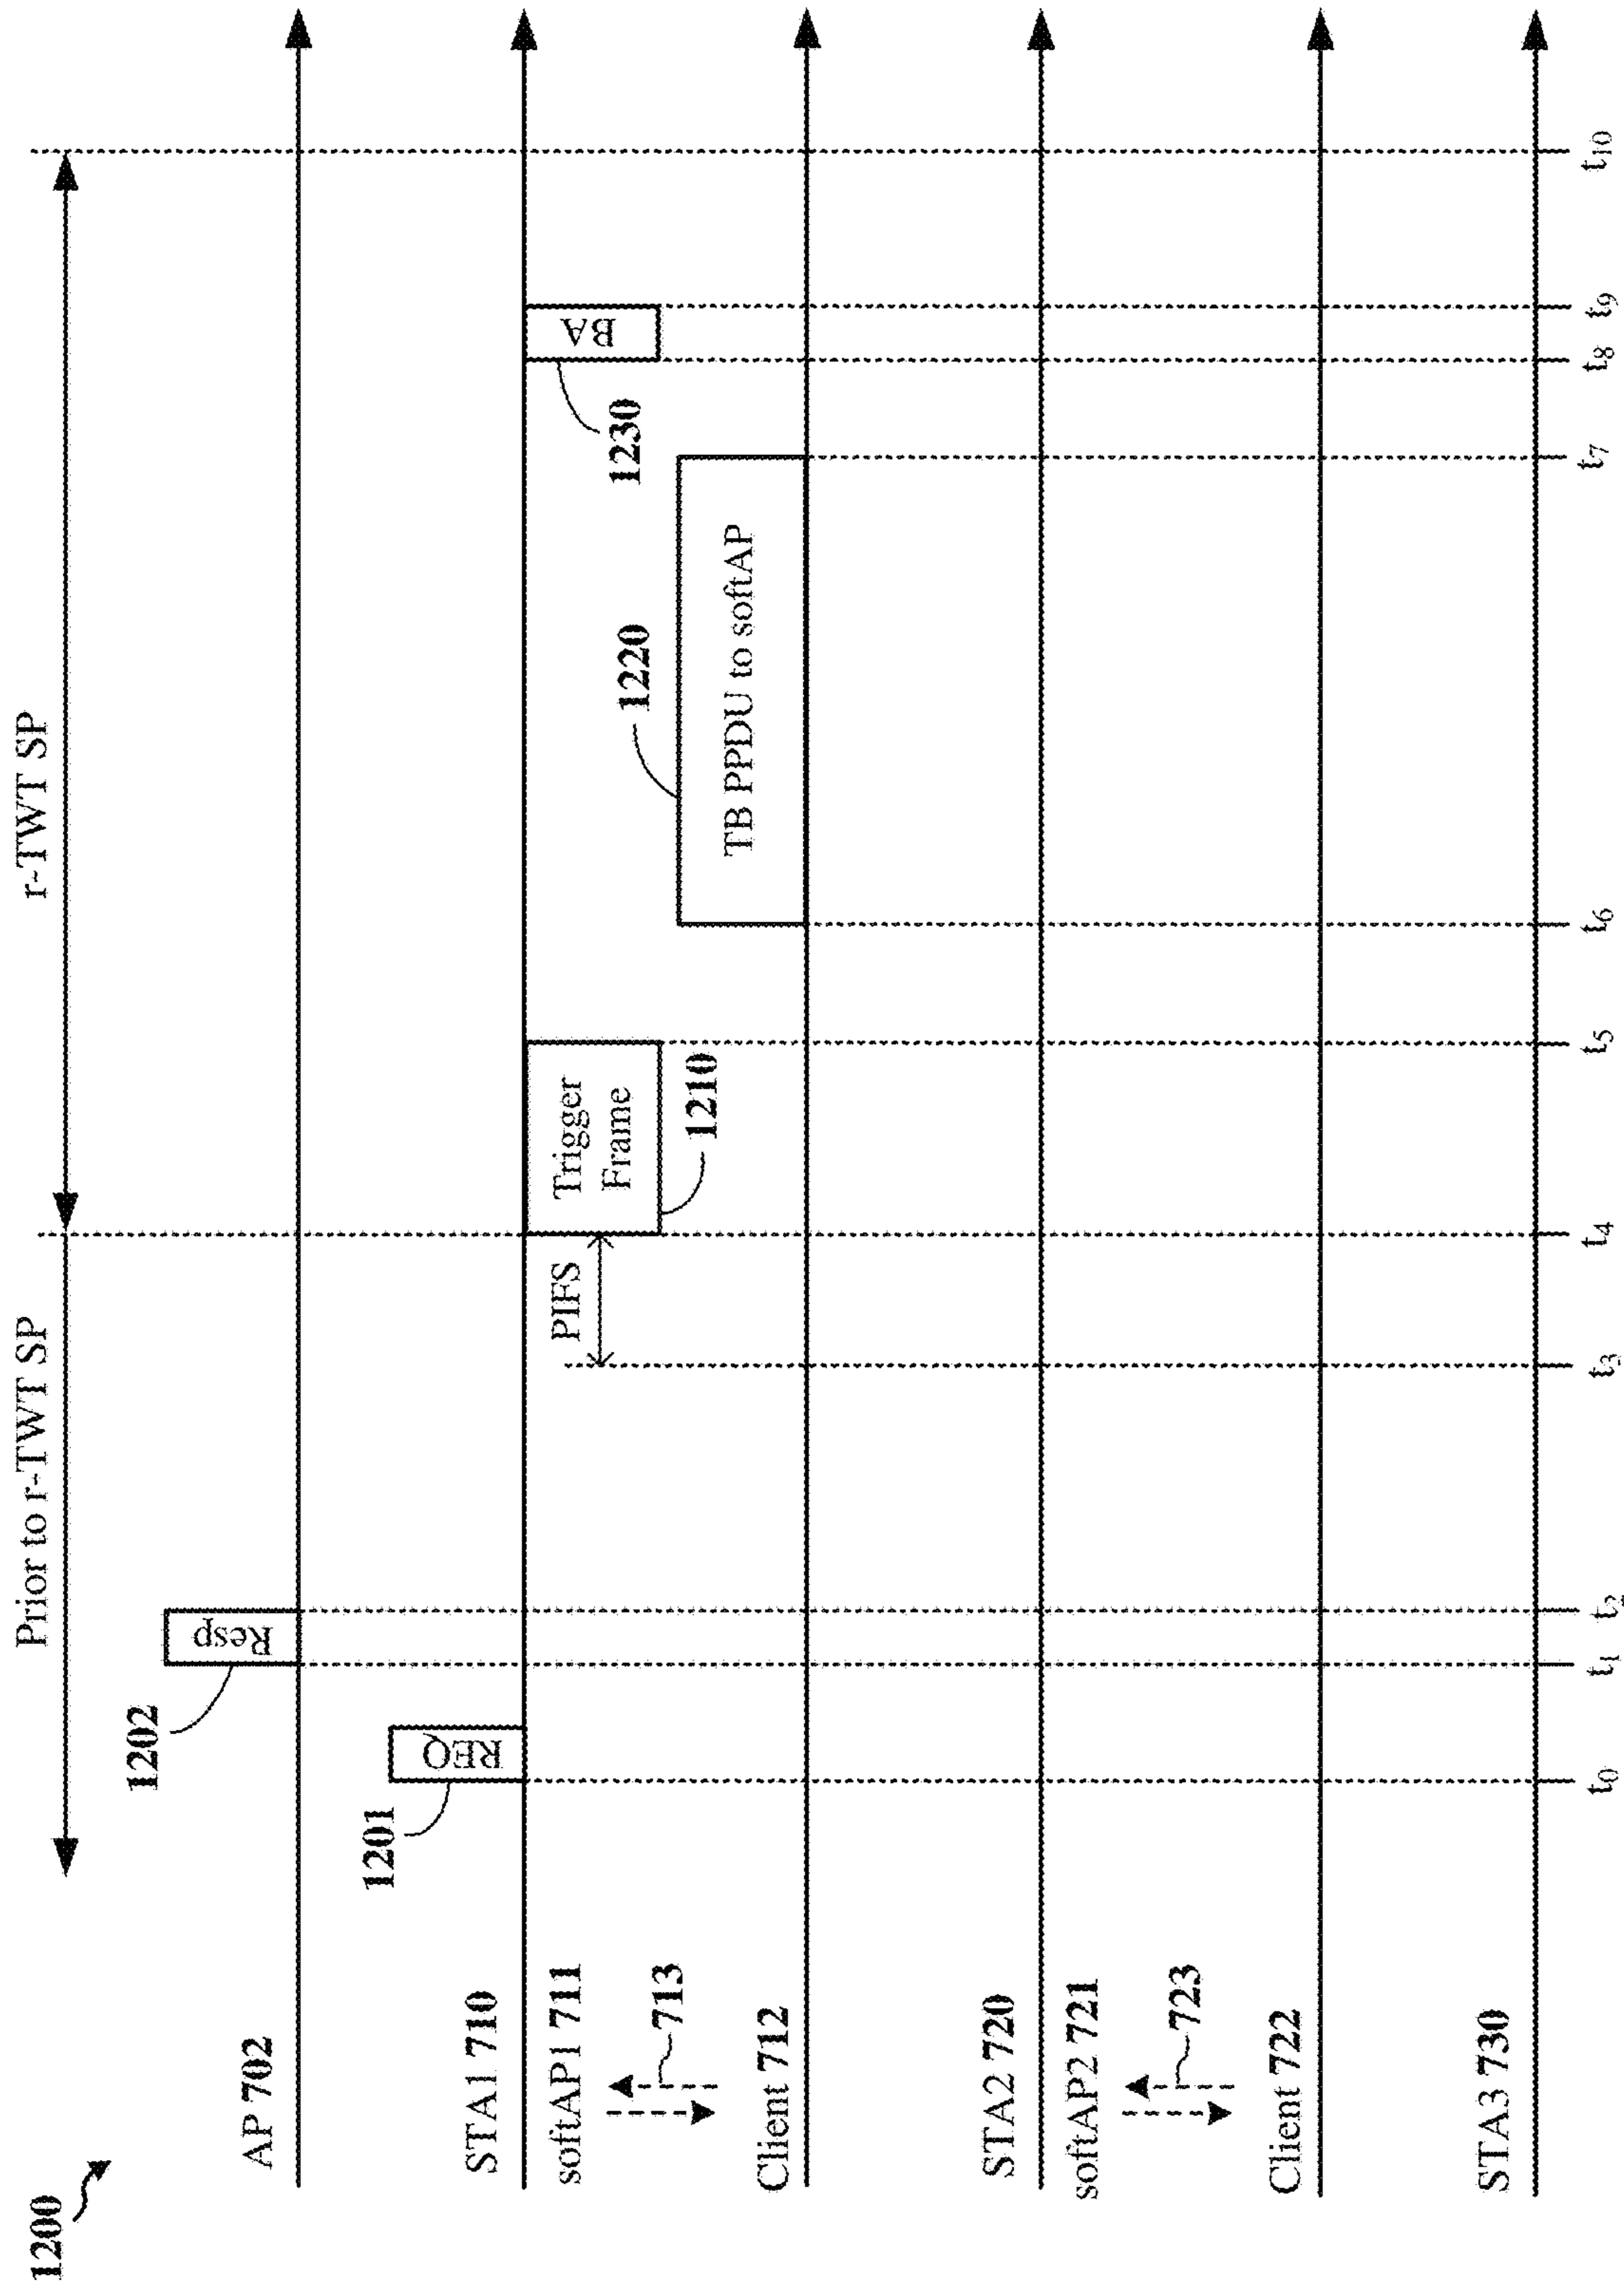 1200
Prior to r-TWT SP
r-TWT SP
1202
Resp
AP 702
1201
REQ
STA1 710
softAP1 711
PIFS
Trigger
Frame
1210
BA
1230
713
1220
TB PPDU to softAP
Client 712
STA2 720
softAP2 721
723
Client 722
STA3 730
t0 t1 t2 t3 t4 t5 t6 t7 t8 t9 t10